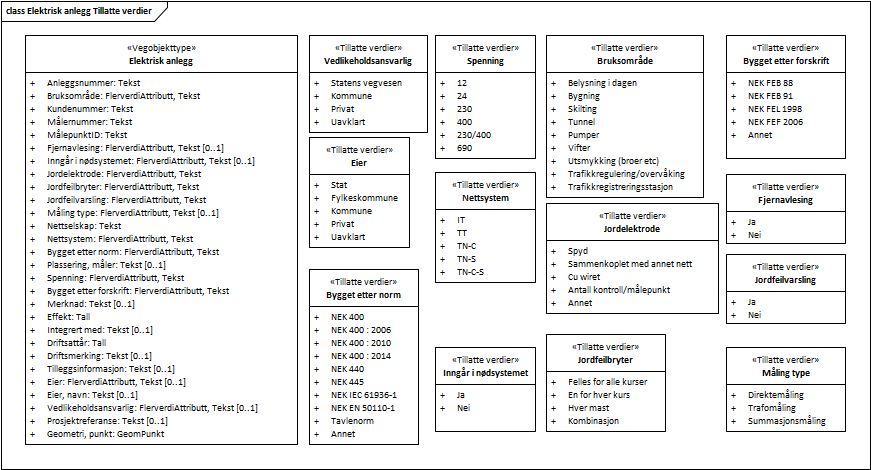 class Elektrisk anlegg Tillatte verdier
«Vegobjekttype»
Elektrisk anlegg
+ Anleggsnummer: Tekst
+ Bruksområde: FlerverdiAttributt, Tekst
+ Kundenummer: Tekst
+ Målernummer: Tekst
+ MålepunktID: Tekst
+ Fjernavlesing: FlerverdiAttributt, Tekst [0..1]
+ Inngår i nødsystemet: FlerverdiAttributt, Tekst [0..1]
+ Jordelektrode: FlerverdiAttributt, Tekst
+ Jordfeilbryter: FlerverdiAttributt, Tekst
+ Jordfeilvarsling: FlerverdiAttributt, Tekst
+ Måling type: FlerverdiAttributt, Tekst [0..1]
+ Nettselskap: Tekst
+ Nettsystem: FlerverdiAttributt, Tekst
+ Bygget etter norm: FlerverdiAttributt, Tekst
+ Plassering, måler: Tekst [0..1]
+ Spenning: FlerverdiAttributt, Tekst
+ Bygget etter forskrift: FlerverdiAttributt, Tekst
+ Merknad: Tekst [0..1]
+ Effekt: Tall
+ Integrert med: Tekst [0..1]
+ Driftsattår: Tall
+ Driftsmerking: Tekst [0..1]
+ Tilleggsinformasjon: Tekst [0..1]
+ Eier: FlerverdiAttributt, Tekst [0..1]
+ Eier, navn: Tekst [0..1]
+ Vedlikeholdsansvarlig: FlerverdiAttributt, Tekst [0..1]
+ Prosjektreferanse: Tekst [0..1]
+ Geometri, punkt: GeomPunkt
«Tillatte verdier»
Vedlikeholdsansvarlig
+ Statens vegvesen
+ Kommune
+ Privat
+ Uavklart
«Tillatte verdier»
Eier
+ Stat
+ Fylkeskommune
+ Kommune
+ Privat
+ Uavklart
«Tillatte verdier»
Bygget etter norm
+ NEK 400
+ NEK 400 : 2006
+ NEK 400 : 2010
+ NEK 400 : 2014
+ NEK 440
+ NEK 445
+ NEK IEC 61936-1
+ NEK EN 50110-1
+ Tavlenorm
+ Annet
«Tillatte verdier»
Spenning
+ 12
+ 24
+ 230
+ 400
+ 230/400
+ 690
«Tillatte verdier»
Nettsystem
+ IT
+ TT
+ TN-C
+ TN-S
+ TN-C-S
«Tillatte verdier»
Inngår i nødsystemet
+ Ja
+ Nei
«Tillatte verdier»
Bruksområde
+ Belysning i dagen
+ Bygning
+ Skilting
+ Tunnel
+ Pumper
+ Vifter
+ Utsmykking (broer etc)
+ Trafikkregulering/overvåking
+ Trafikkregistreringsstasjon
«Tillatte verdier»
Jordelektrode
+ Spyd
+ Sammenkoplet med annet nett
+ Cu wiret
+ Antall kontroll/målepunkt
+ Annet
«Tillatte verdier»
Jordfeilbryter
+ Felles for alle kurser
+ En for hver kurs
+ Hver mast
+ Kombinasjon
«Tillatte verdier»
Bygget etter forskrift
+ NEK FEB 88
+ NEK FEB 91
+ NEK FEL 1998
+ NEK FEF 2006
+ Annet
«Tillatte verdier»
Fjernavlesing
+ Ja
+ Nei
«Tillatte verdier»
Jordfeilvarsling
+ Ja
+ Nei
«Tillatte verdier»
Måling type
+ Direktemåling
+ Trafomåling
+ Summasjonsmåling